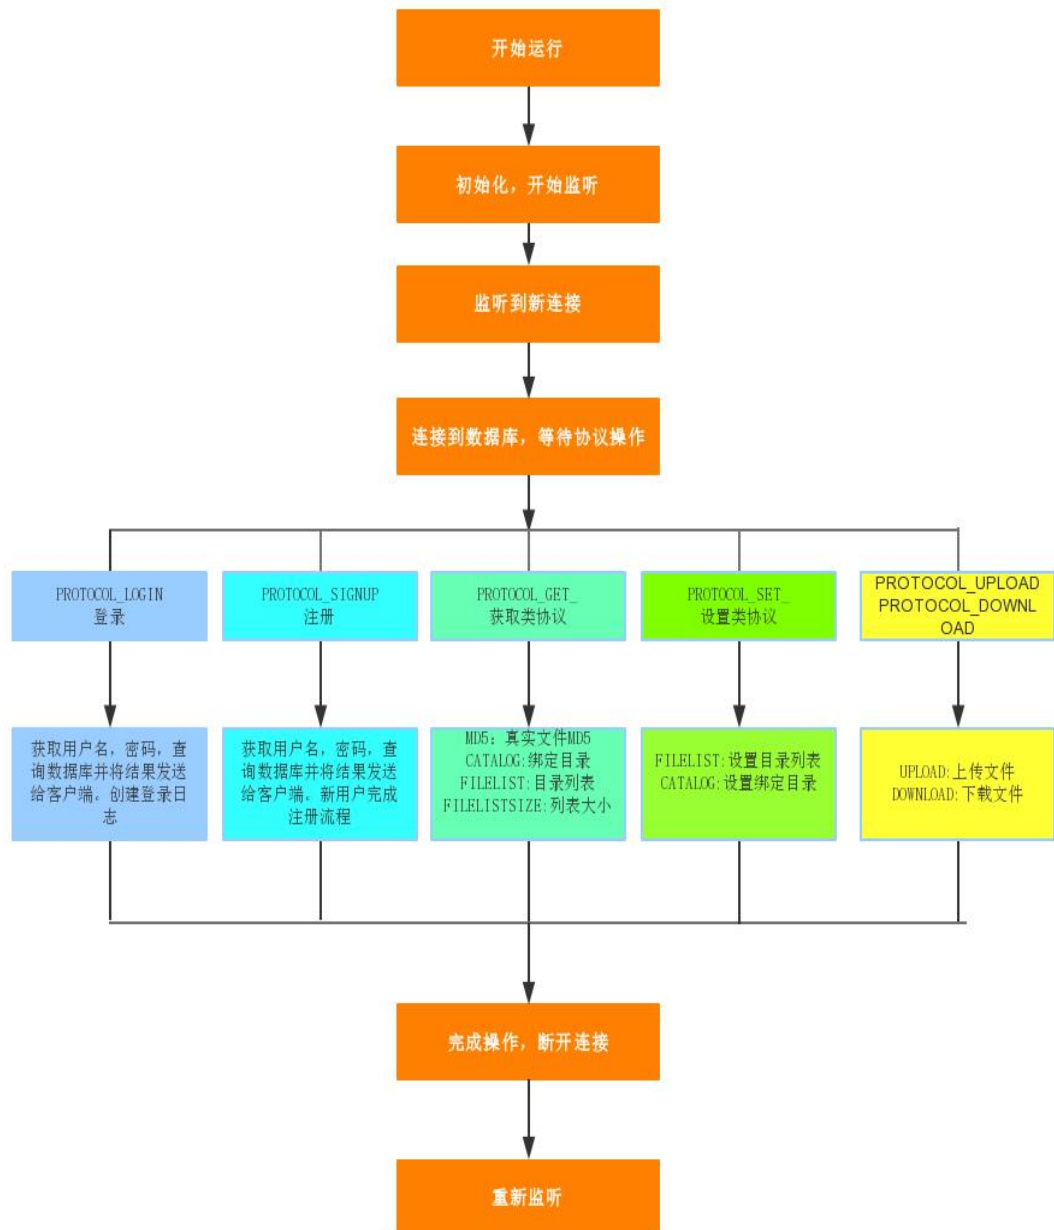 开始运行
初始化，开始监听
监听到新连接
连接到数据库，等待协议操作
PROTOCOL_LOGIN
登录
PROTOCOL_SIGNUP
注册
PROTOCOL_GET_
获取类协议
PROTOCOL_SET_
设置类协议
PROTOCOL_UPLOAD
PROTOCOL_DOWNL
OAD
获取用户名，密码，查
询数据库并将结果发送
给客户端。创建登录日
志
获取用户名，密码，查
询数据库并将结果发送
给客户端。新用户完成
注册流程
MD5：真实文件MD5
CATALOG:绑定目录
FILELIST:目录列表
FILELISTSIZE:列表大小
FILELIST:设置目录列表
CATALOG:设置绑定目录
UPLOAD:上传文件
DOWNLOAD:下载文件
完成操作，断开连接
重新监听